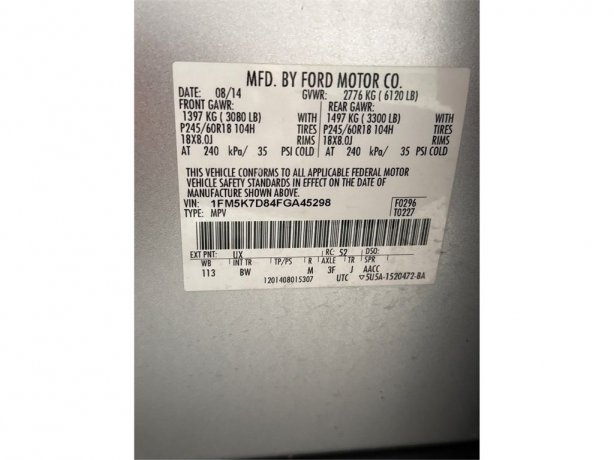 MFD. BY FORD MOTOR CO.
DATE: 08/14 GVWR: 2776 KG ( 6120 LB)
FRONT GAWR: REAR GAWR:
1397 KG ( 3080 LB) WITH 1497 KG ( 3300 LB) WITH
P245/60R18 104H TIRES P245/60R18 104H TIRES
18X8.0J RIMS 18X8.0J RIMS
AT 240 kPa/ 35 PSI COLD AT 240 kPa/ 35 PSI COLD
THIS VEHICLE CONFORMS TO ALL APPLICABLE FEDERAL MOTOR
VEHICLE SAFETY STANDARDS IN EFFECT ON THE DATE OF
MANUFACTURE SHOWN ABOVE.
VIN: 1FM5K7D84FGA45298 F0296
TYPE: MPV T0227
EXT PNT: UX RC: 52 DSO:
WB INT TR TP/PS R AXLE TR SPR
113 BW M 3F J AACC
1201408015307 UTC ▽5U5A-1520472-BA